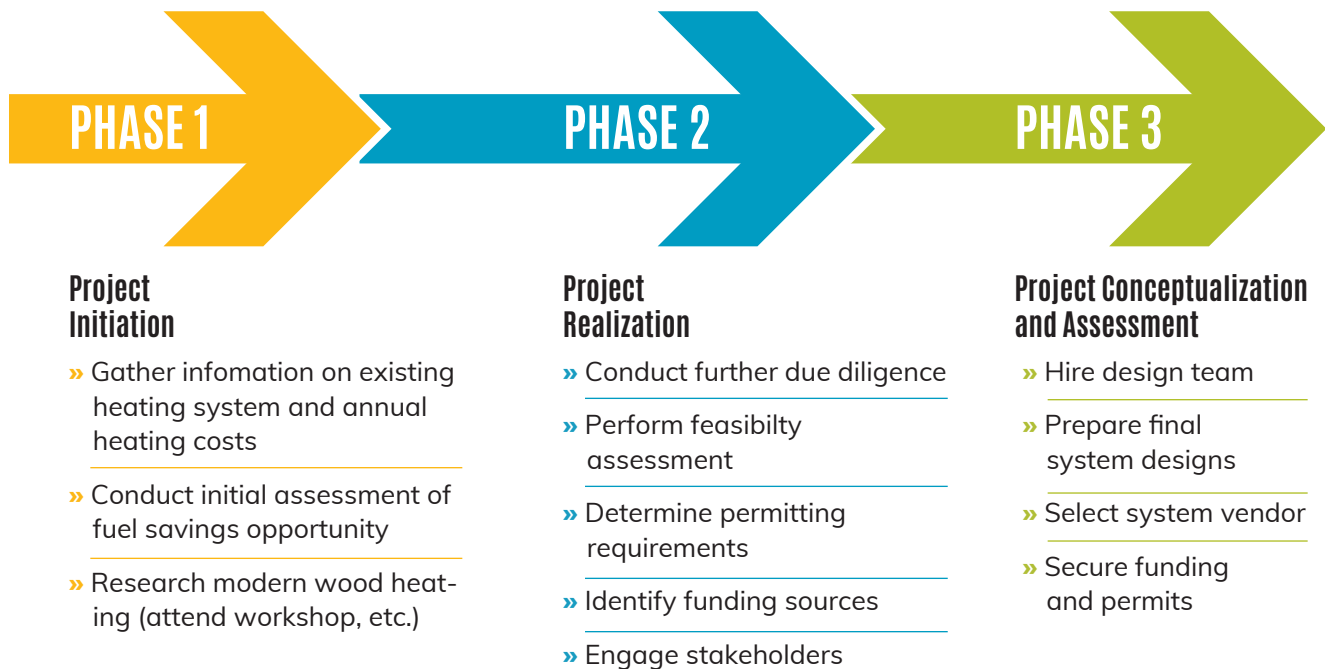 PHASE 1
PHASE 2
PHASE 3
Project
Initiation
» Gather infomation on existing
heating system and annual
heating costs
» Conduct initial assessment of
fuel savings opportunity
» Research modern wood heat-
ing (attend workshop, etc.)
Project
Realization
» Conduct further due diligence
» Perform feasibilty
assessment
» Determine permitting
requirements
» Identify funding sources
» Engage stakeholders
Project Conceptualization
and Assessment
» Hire design team
» Prepare final
system designs
» Select system vendor
» Secure funding
and permits